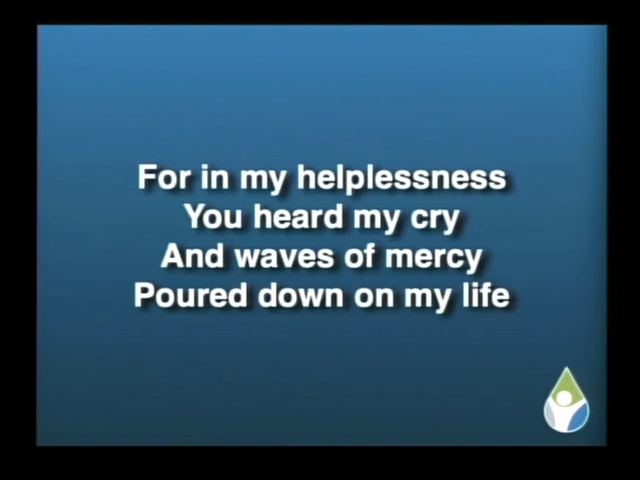 For in my helplessness
You heard my cry
And waves of mercy
Poured down on my life